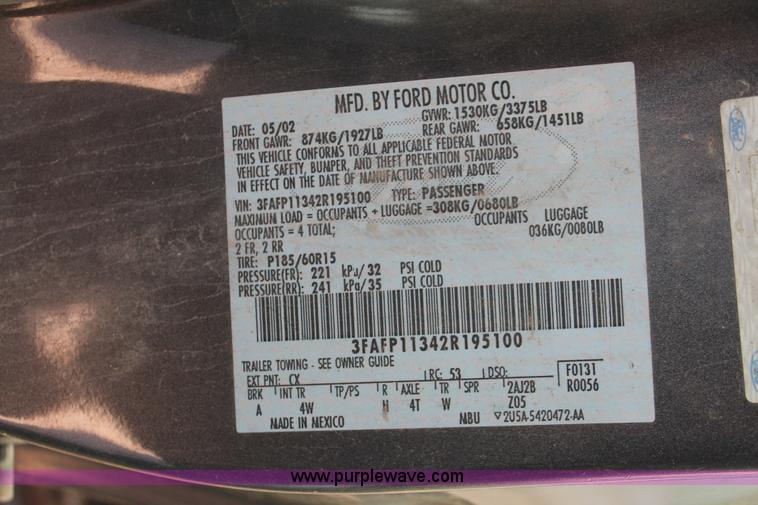 MFD. BY FORD MOTOR CO.
DATE: 05/02 GVWR: 1530KG/3375LB
FRONT GAWR: 874KG/1927LB REAR GAWR: 658KG/1451LB
THIS VEHICLE CONFORMS TO ALL APPLICABLE FEDERAL MOTOR
VEHICLE SAFETY, BUMPER, AND THEFT PREVENTION STANDARDS
IN EFFECT ON THE DATE OF MANUFACTURE SHOWN ABOVE.
VIN: 3FAFP11342R195100 TYPE: PASSENGER
MAXIMUM LOAD = OCCUPANTS + LUGGAGE =308KG/0680LB
OCCUPANTS = 4 TOTAL; OCCUPANTS LUGGAGE
2 FR, 2 RR 036KG/0080LB
TIRE: P185/60R15
PRESSURE(FR): 221 kPa/32 PSI COLD
PRESSURE(RR): 241 kPa/35 PSI COLD
3FAFP11342R195100
TRAILER TOWING - SEE OWNER GUIDE
EXT PNT: CX RC: 53 DSO: F0131
BRK INT TR TP/PS R AXLE TR SPR 2AJ2B R0056
A 4W H 4T W Z05
MADE IN MEXICO MBU 2U5A-5420472-AA
Ford
www.purplewave.com